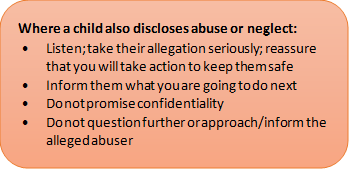 Where a child also discloses abuse or neglect:
• Listen; take their allegation seriously; reassure
that you will take action to keep them safe
• Inform them what you are going to do next
• Do not promise confidentiality
• Do not question further or approach/inform the
alleged abuser